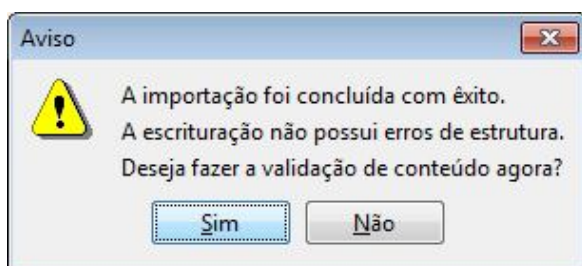 Aviso
A importação foi concluída com êxito.
A escrituração não possui erros de estrutura.
Deseja fazer a validação de conteúdo agora?
Sim Não